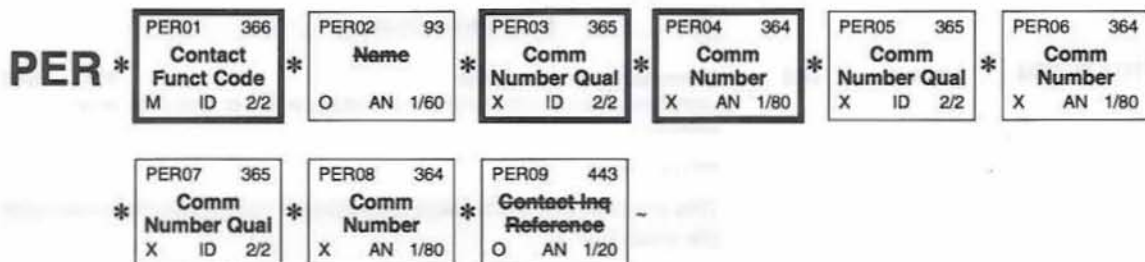 PER * PER01 366 * PER02 93 * PER03 365 * PER04 364 * PER05 365 * PER06 364
Contact Name Comm Comm Comm Comm
Funct Code Number Qual Number Number Qual Number
M ID 2/2 O AN 1/60 X ID 2/2 X AN 1/80 X ID 2/2 X AN 1/80
* PER07 365 * PER08 364 * PER09 443 ~
Comm Comm Contact Inq
Number Qual Number Reference
X ID 2/2 X AN 1/80 O AN 1/20